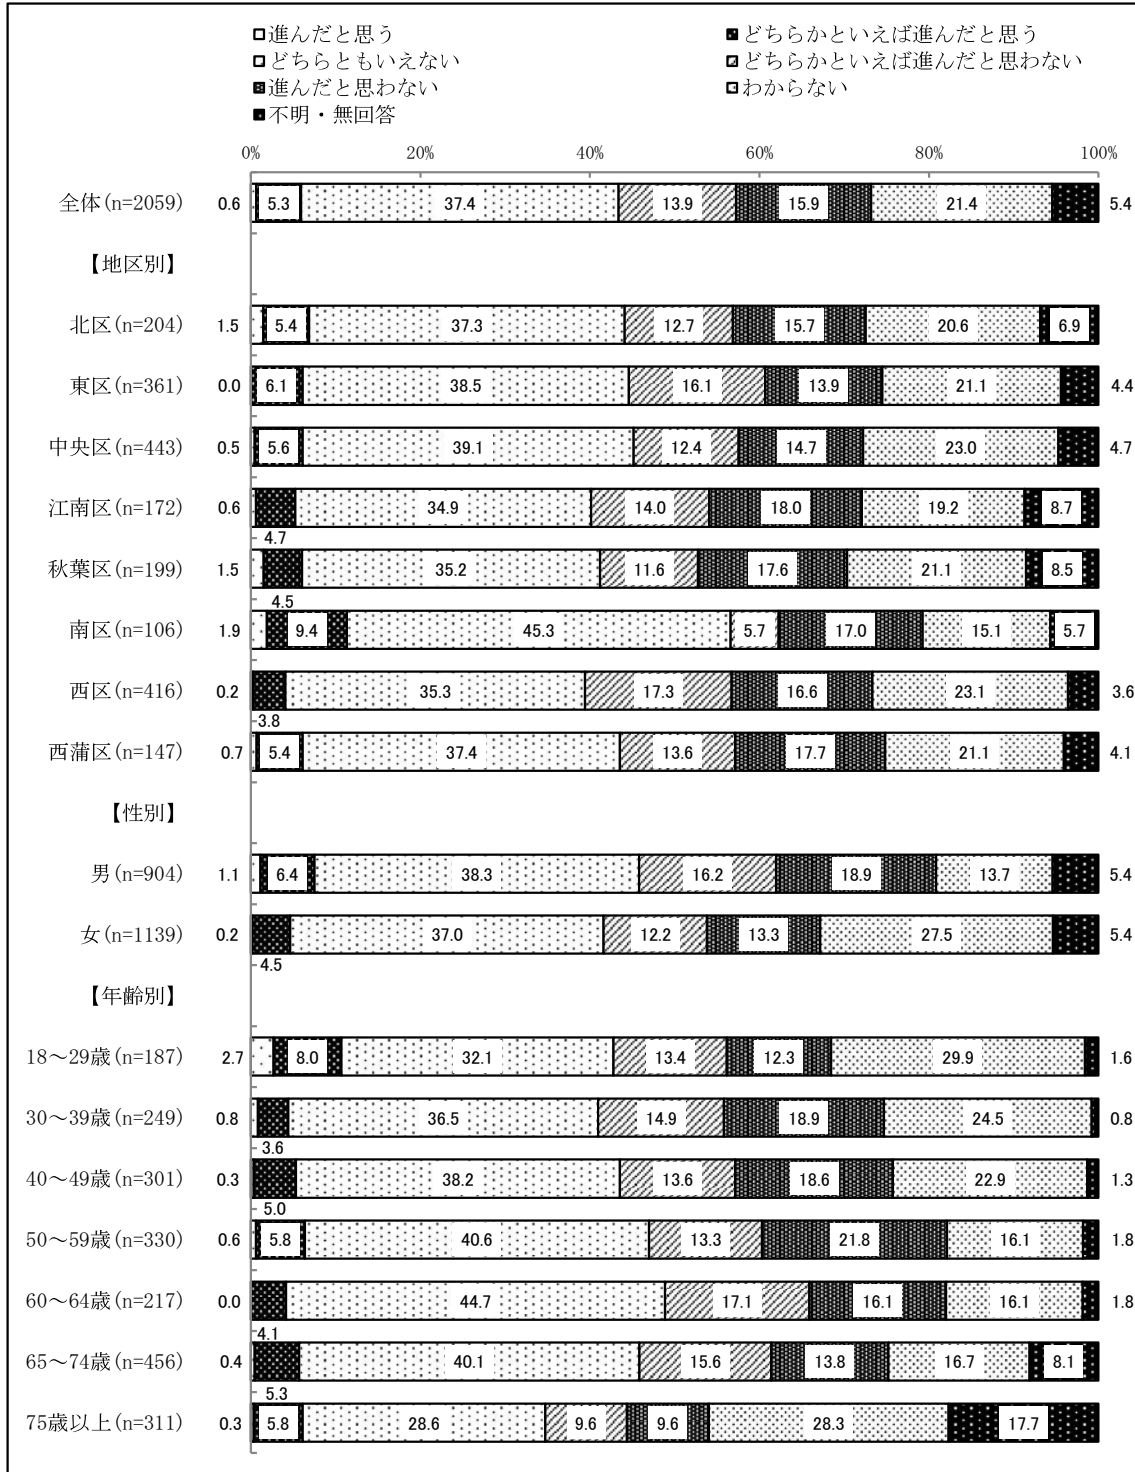 □進んだと思う ■どちらかといえば進んだと思う
□どちらともいえない □どちらかといえば進んだと思わない
■進んだと思わない □わからない
■不明・無回答
0% 20% 40% 60% 80% 100%
全体(n=2059) 0.6 5.3 37.4 13.9 15.9 21.4 5.4
【地区別】
北区(n=204) 1.5 5.4 37.3 12.7 15.7 20.6 6.9
東区(n=361) 0.0 6.1 38.5 16.1 13.9 21.1 4.4
中央区(n=443) 0.5 5.6 39.1 12.4 14.7 23.0 4.7
江南区(n=172) 0.6 34.9 14.0 18.0 19.2 8.7
4.7
秋葉区(n=199) 1.5 35.2 11.6 17.6 21.1 8.5
4.5
南区(n=106) 1.9 9.4 45.3 5.7 17.0 15.1 5.7
西区(n=416) 0.2 35.3 17.3 16.6 23.1 3.6
3.8
西蒲区(n=147) 0.7 5.4 37.4 13.6 17.7 21.1 4.1
【性別】
男(n=904) 1.1 6.4 38.3 16.2 18.9 13.7 5.4
女(n=1139) 0.2 37.0 12.2 13.3 27.5 5.4
4.5
【年齢別】
18～29歳(n=187) 2.7 8.0 32.1 13.4 12.3 29.9 1.6
30～39歳(n=249) 0.8 36.5 14.9 18.9 24.5 0.8
3.6
40～49歳(n=301) 0.3 38.2 13.6 18.6 22.9 1.3
5.0
50～59歳(n=330) 0.6 5.8 40.6 13.3 21.8 16.1 1.8
60～64歳(n=217) 0.0 44.7 17.1 16.1 16.1 1.8
4.1
65～74歳(n=456) 0.4 40.1 15.6 13.8 16.7 8.1
5.3
75歳以上(n=311) 0.3 5.8 28.6 9.6 9.6 28.3 17.7